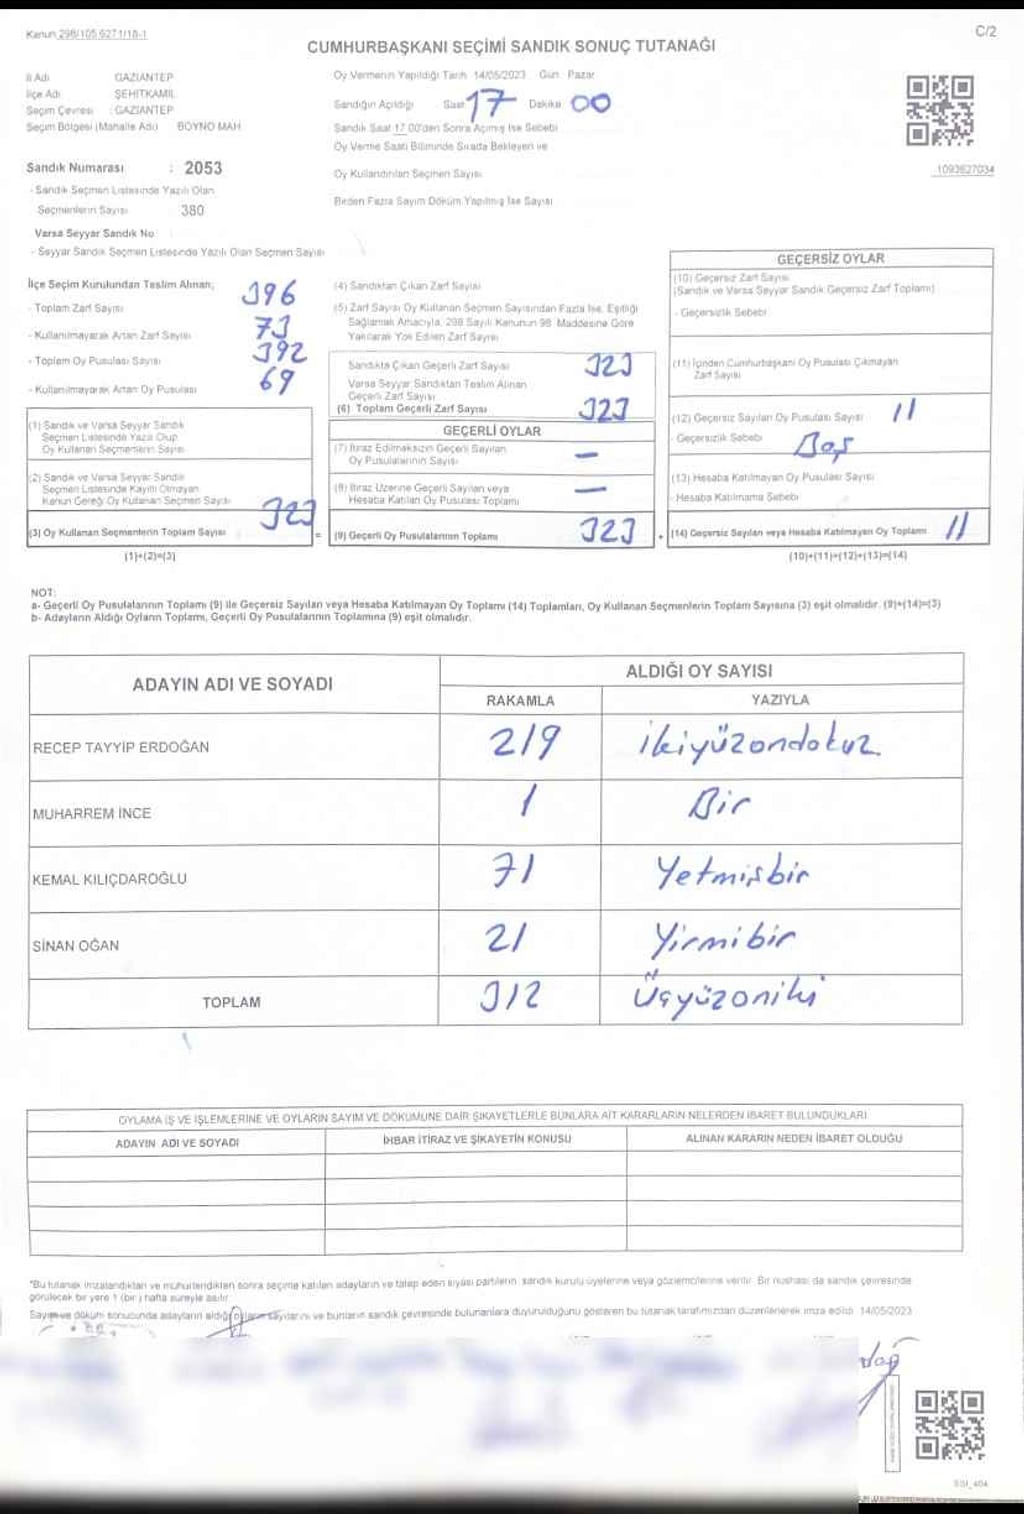 Kanun 298/105 6271/18-1
C/2
CUMHURBAŞKANI SEÇİMİ SANDIK SONUÇ TUTANAĞI
İl Adı GAZİANTEP
İlçe Adı ŞEHİTKAMİL
Seçim Çevresi : GAZİANTEP
Seçim Bölgesi (Mahalle Adı) BOYNO MAH.
Oy Vermenin Yapıldığı Tarih 14/05/2023 Gün: Pazar
Sandığın Açıldığı Saat 17 Dakika 00
Sandık Saat 17.00'den Sonra Açılmış İse Sebebi
Oy Verme Saati Bitiminde Sırada Bekleyen ve
Oy Kullandırılan Seçmen Sayısı
Birden Fazla Sayım Döküm Yapılmış İse Sayısı
1093627034
Sandık Numarası : 2053
- Sandık Seçmen Listesinde Yazılı Olan
Seçmenlerin Sayısı 380
Varsa Seyyar Sandık No
- Seyyar Sandık Seçmen Listesinde Yazılı Olan Seçmen Sayısı
İlçe Seçim Kurulundan Teslim Alınan;
- Toplam Zarf Sayısı 396
- Kullanılmayarak Artan Zarf Sayısı 73
- Toplam Oy Pusulası Sayısı 392
- Kullanılmayarak Artan Oy Pusulası 69
(1) Sandık ve Varsa Seyyar Sandık
Seçmen Listesinde Yazılı Olup
Oy Kullanan Seçmenlerin Sayısı
(2) Sandık ve Varsa Seyyar Sandık
Seçmen Listesinde Kayıtlı Olmayan
Kanun Gereği Oy Kullanan Seçmen Sayısı
(3) Oy Kullanan Seçmenlerin Toplam Sayısı 323
(1)+(2)=(3)
(4) Sandıktan Çıkan Zarf Sayısı
(5) Zarf Sayısı Oy Kullanan Seçmen Sayısından Fazla İse, Eşitliği
Sağlamak Amacıyla, 298 Sayılı Kanunun 98. Maddesine Göre
Yakılarak Yok Edilen Zarf Sayısı
Sandıkta Çıkan Geçerli Zarf Sayısı 323
Varsa Seyyar Sandıktan Teslim Alınan
Geçerli Zarf Sayısı
(6) Toplam Geçerli Zarf Sayısı 323
GEÇERLİ OYLAR
(7) İtiraz Edilmeksizin Geçerli Sayılan
Oy Pusulalarının Sayısı —
(8) İtiraz Üzerine Geçerli Sayılan veya
Hesaba Katılan Oy Pusulası Toplamı —
= (9) Geçerli Oy Pusulalarının Toplamı 323
GEÇERSİZ OYLAR
(10) Geçersiz Zarf Sayısı
(Sandık ve Varsa Seyyar Sandık Geçersiz Zarf Toplamı)
- Geçersizlik Sebebi
(11) İçinden Cumhurbaşkanı Oy Pusulası Çıkmayan
Zarf Sayısı
(12) Geçersiz Sayılan Oy Pusulası Sayısı 11
- Geçersizlik Sebebi Boş
(13) Hesaba Katılmayan Oy Pusulası Sayısı
- Hesaba Katılmama Sebebi
+ (14) Geçersiz Sayılan veya Hesaba Katılmayan Oy Toplamı 11
(10)+(11)+(12)+(13)=(14)
NOT:
a- Geçerli Oy Pusulalarının Toplamı (9) ile Geçersiz Sayılan veya Hesaba Katılmayan Oy Toplamı (14) Toplamları, Oy Kullanan Seçmenlerin Toplam Sayısına (3) eşit olmalıdır. (9)+(14)=(3)
b- Adayların Aldığı Oyların Toplamı, Geçerli Oy Pusulalarının Toplamına (9) eşit olmalıdır.
ADAYIN ADI VE SOYADI ALDIĞI OY SAYISI
RAKAMLA YAZIYLA
RECEP TAYYİP ERDOĞAN 219 ikiyüzondokuz
MUHARREM İNCE 1 Bir
KEMAL KILIÇDAROĞLU 71 Yetmişbir
SİNAN OĞAN 21 Yirmibir
TOPLAM 312 Üçyüzoniki
OYLAMA İŞ VE İŞLEMLERİNE VE OYLARIN SAYIM VE DÖKÜMÜNE DAİR ŞİKAYETLERLE BUNLARA AİT KARARLARIN NELERDEN İBARET BULUNDUKLARI
ADAYIN ADI VE SOYADI İHBAR İTİRAZ VE ŞİKAYETİN KONUSU ALINAN KARARIN NEDEN İBARET OLDUĞU
*Bu tutanak imzalandıktan ve mühürlendikten sonra seçime katılan adayların ve talep eden siyasi partilerin sandık kurulu üyelerine veya gözlemcilerine verilir. Bir nüshası da sandık çevresinde
görülecek bir yere 1 (bir) hafta süreyle asılır.
Sayım ve döküm sonucunda adayların aldığı oyların sayılarını ve bunların sandık çevresinde bulunanlara duyurulduğunu gösteren bu tutanak tarafımızdan düzenlenerek imza edildi. 14/05/2023